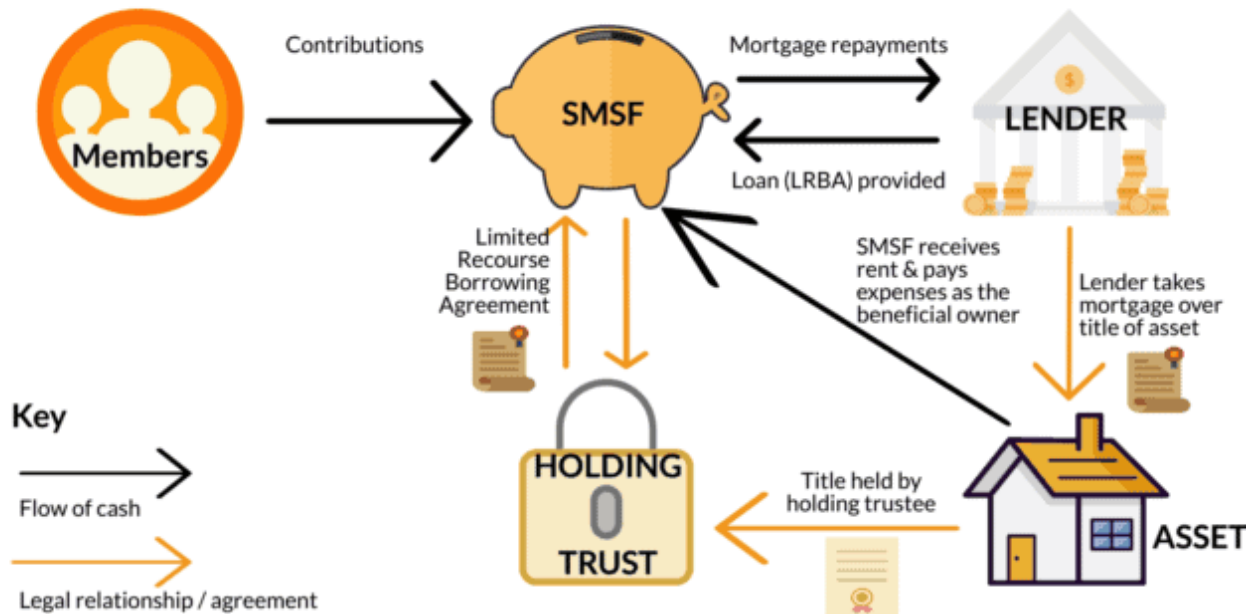 Contributions
Members
SMSF
Mortgage repayments
Loan (LRBA) provided
$
LENDER
Limited
Recourse
Borrowing
Agreement
SMSF receives
rent & pays
expenses as the
beneficial owner
Lender takes
mortgage over
title of asset
Key
Flow of cash
Legal relationship / agreement
HOLDING
TRUST
Title held by
holding trustee
ASSET